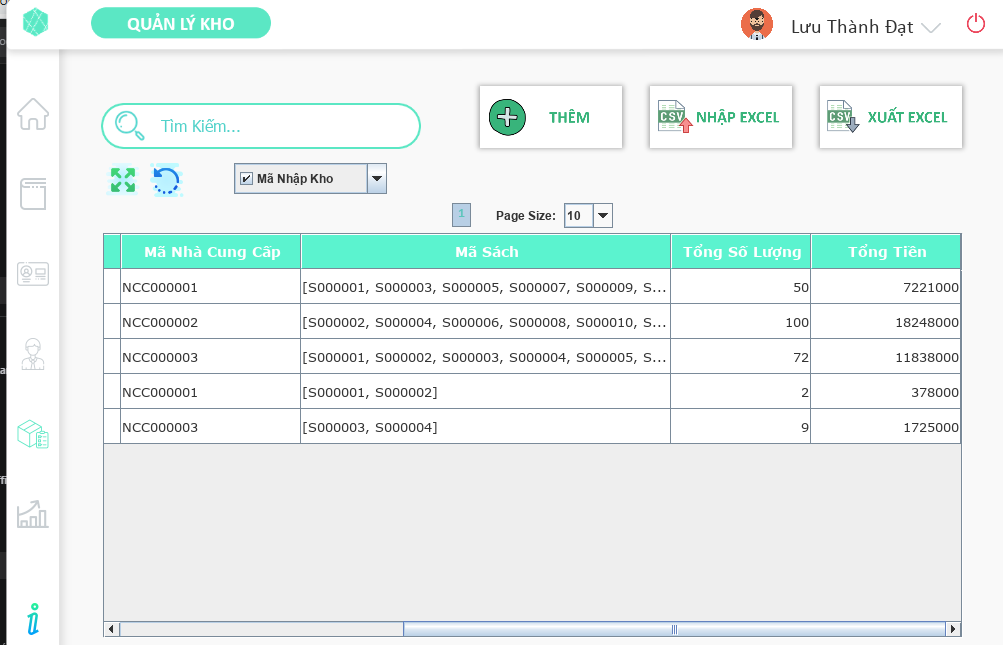 QUẢN LÝ KHO
Lưu Thành Đạt
Tìm Kiếm...
THÊM
CSV NHẬP EXCEL
CSV XUẤT EXCEL
Mã Nhập Kho
1 Page Size: 10
Mã Nhà Cung Cấp Mã Sách Tổng Số Lượng Tổng Tiền
NCC000001 [S000001, S000003, S000005, S000007, S000009, S... 50 7221000
NCC000002 [S000002, S000004, S000006, S000008, S000010, S... 100 18248000
NCC000003 [S000001, S000002, S000003, S000004, S000005, S... 72 11838000
NCC000001 [S000001, S000002] 2 378000
NCC000003 [S000003, S000004] 9 1725000